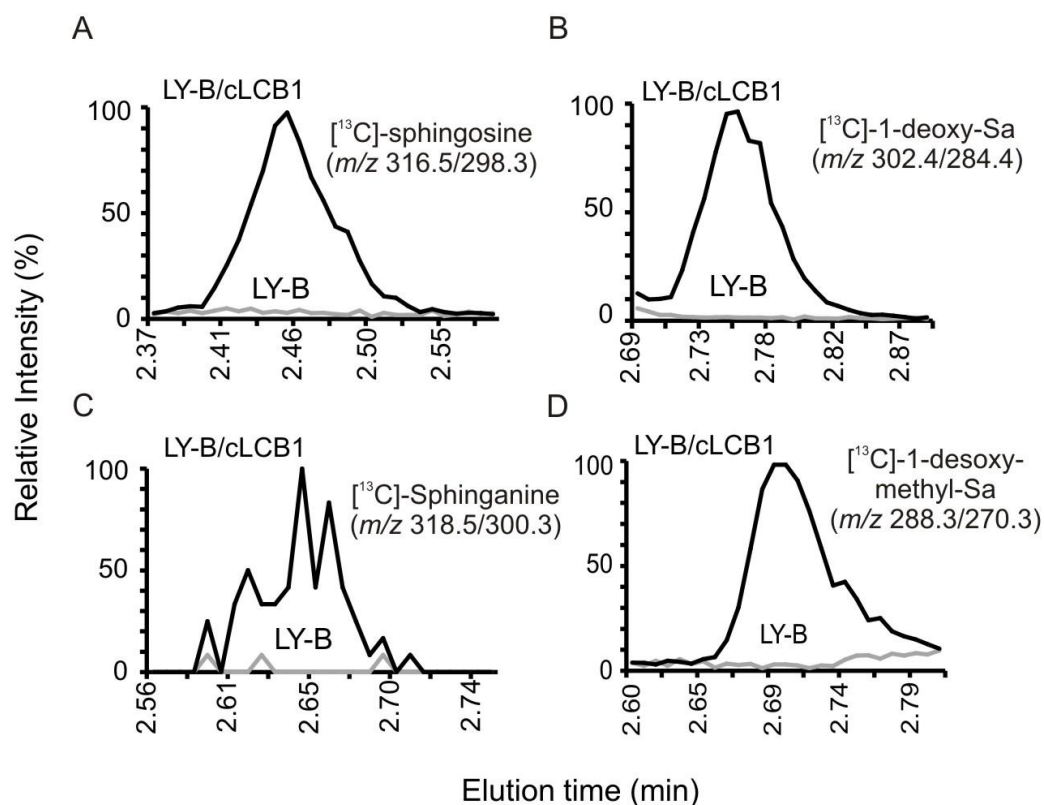 A
LY-B/cLCB1
[¹³C]-sphingosine
(m/z 316.5/298.3)
LY-B
100
50
0
2.37
2.41
2.46
2.50
2.55
B
LY-B/cLCB1
[¹³C]-1-deoxy-Sa
(m/z 302.4/284.4)
LY-B
100
50
0
2.69
2.73
2.78
2.82
2.87
C
LY-B/cLCB1
[¹³C]-Sphinganine
(m/z 318.5/300.3)
LY-B
100
50
0
2.56
2.61
2.65
2.70
2.74
D
LY-B/cLCB1
[¹³C]-1-desoxy-
methyl-Sa
(m/z 288.3/270.3)
LY-B
100
50
0
2.60
2.65
2.69
2.74
2.79
Relative Intensity (%)
Elution time (min)